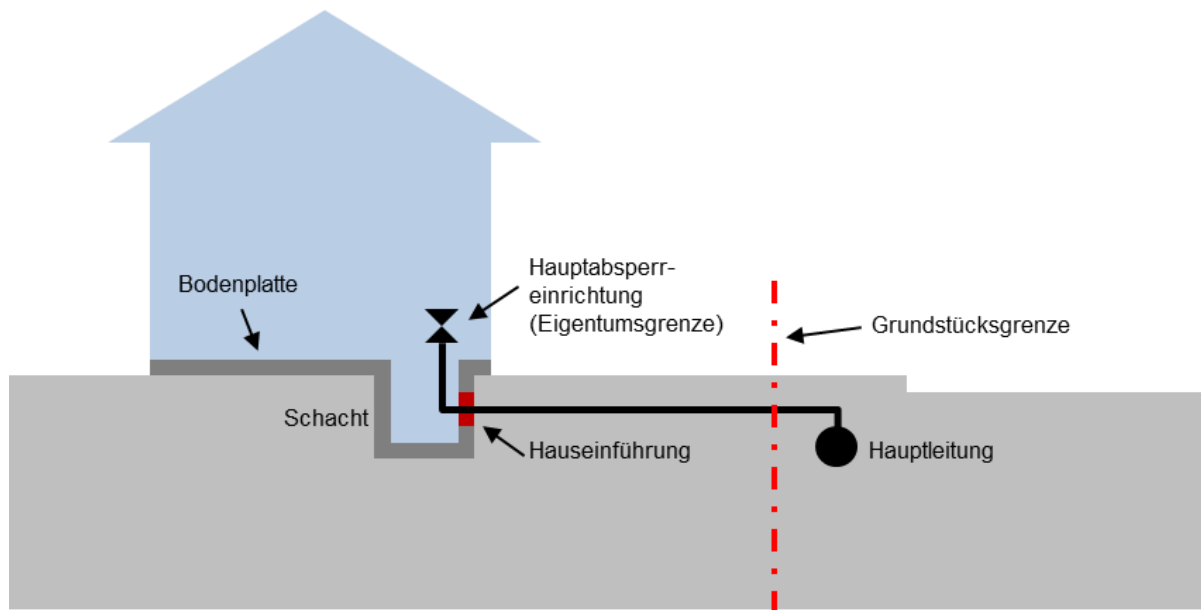 Bodenplatte
Hauptabsperr-
einrichtung
(Eigentumsgrenze)
Grundstücksgrenze
Schacht
Hauseinführung
Hauptleitung